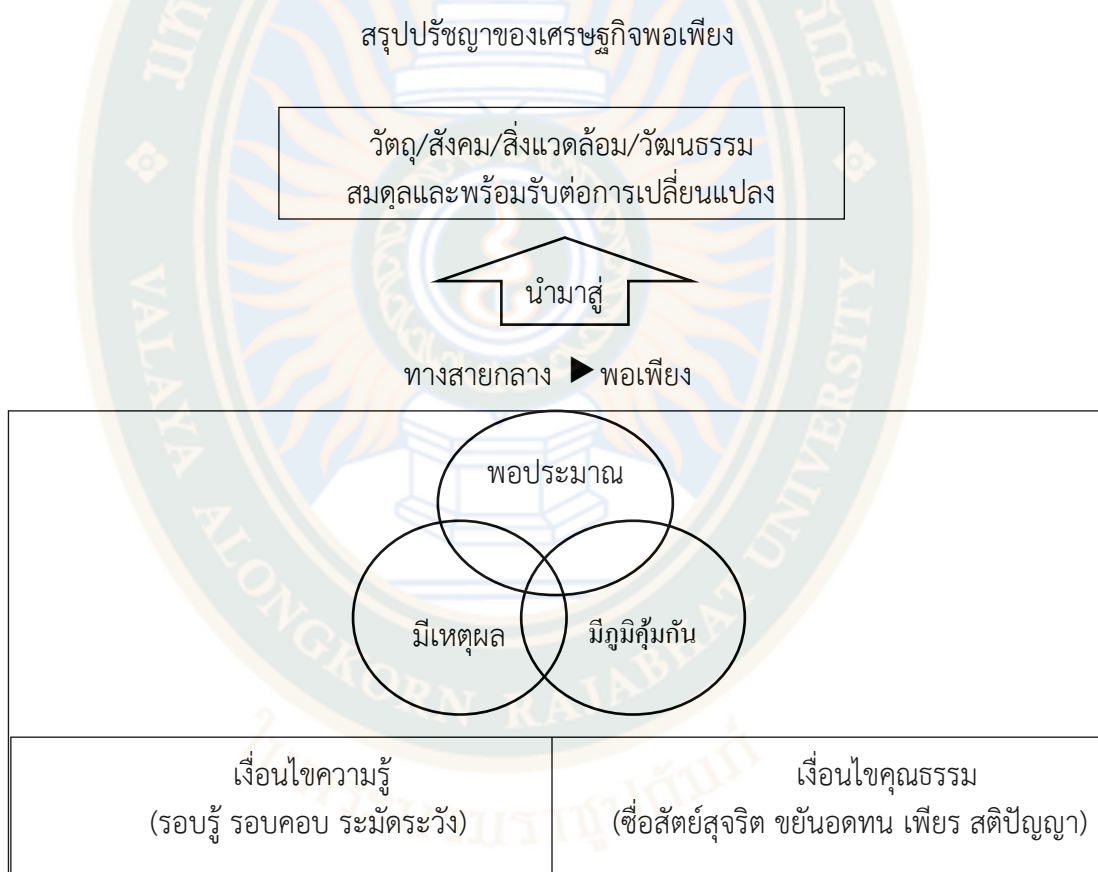 สรุปปรัชญาของเศรษฐกิจพอเพียง
วัตถุ/สังคม/สิ่งแวดล้อม/วัฒนธรรม
สมดุลและพร้อมรับต่อการเปลี่ยนแปลง
นำมาสู่
ทางสายกลาง ▶ พอเพียง
พอประมาณ
มีเหตุผล
มีภูมิคุ้มกัน
เงื่อนไขความรู้
(รอบรู้ รอบคอบ ระมัดระวัง)
เงื่อนไขคุณธรรม
(ซื่อสัตย์สุจริต ขยันอดทน เพียร สติปัญญา)
VALAYA ALONGKORN RAJABHAT UNIVERSITY